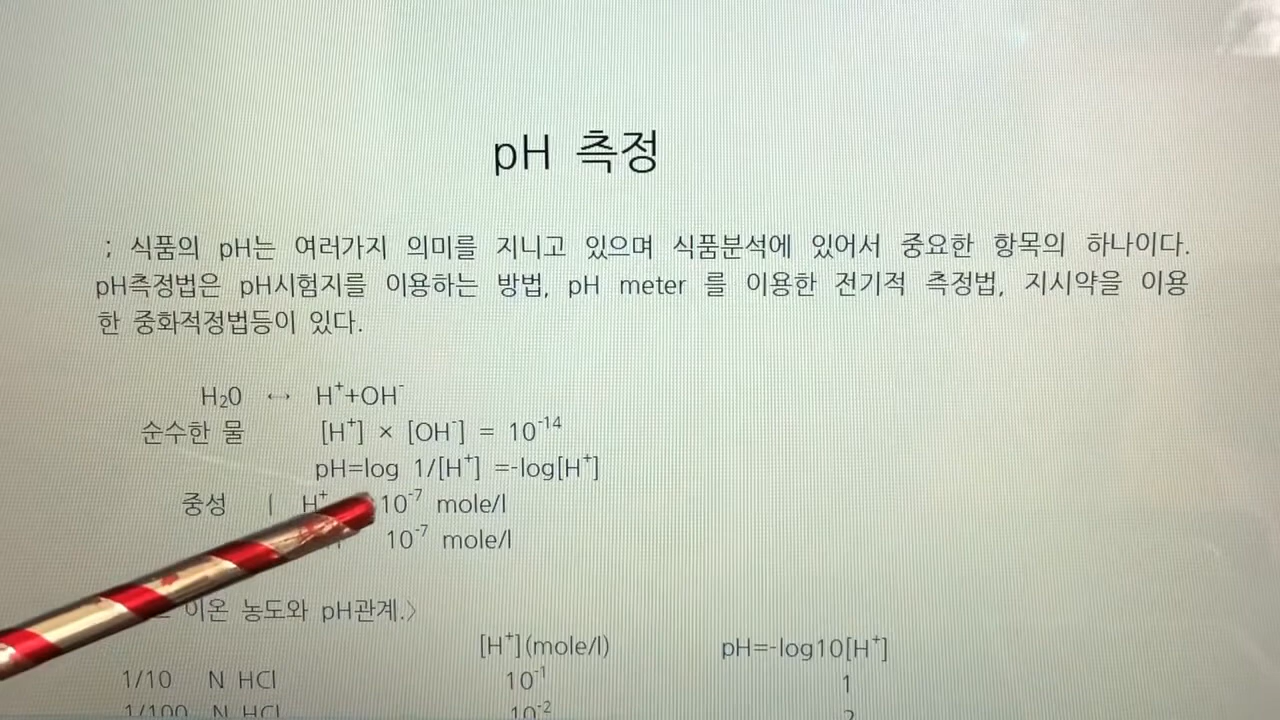 pH 측정
; 식품의 pH는 여러가지 의미를 지니고 있으며 식품분석에 있어서 중요한 항목의 하나이다.
pH측정법은 pH시험지를 이용하는 방법, pH meter 를 이용한 전기적 측정법, 지시약을 이용
한 중화적정법등이 있다.
H₂0 ↔ H⁺+OH⁻
순수한 물 [H⁺] × [OH⁻] = 10⁻¹⁴
pH=log 1/[H⁺] =-log[H⁺]
중성 | H⁺ 10⁻⁷ mole/l
10⁻⁷ mole/l
이온 농도와 pH관계.〉
[H⁺](mole/l) pH=-log10[H⁺]
1/10 N HCl 10⁻¹ 1
1/100 N HCl 10⁻² 2